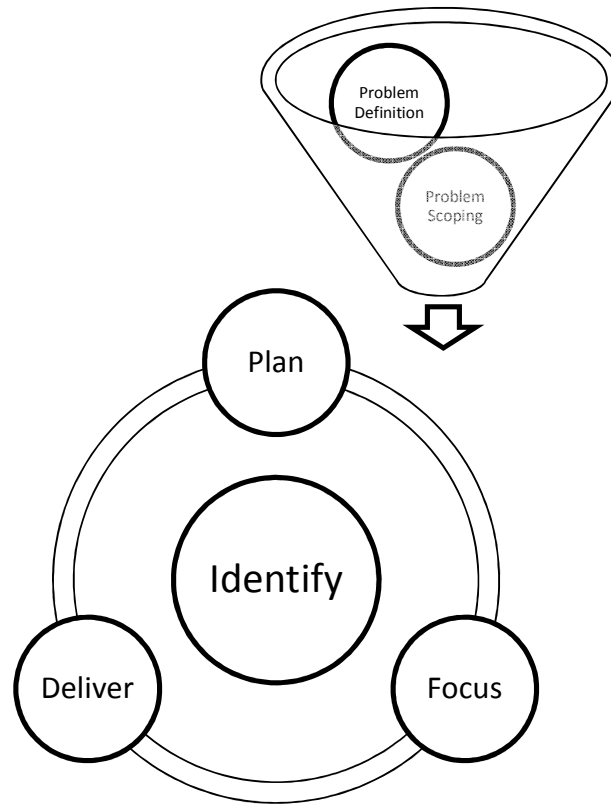 Problem
Definition
Problem
Scoping
Plan
Identify
Deliver
Focus